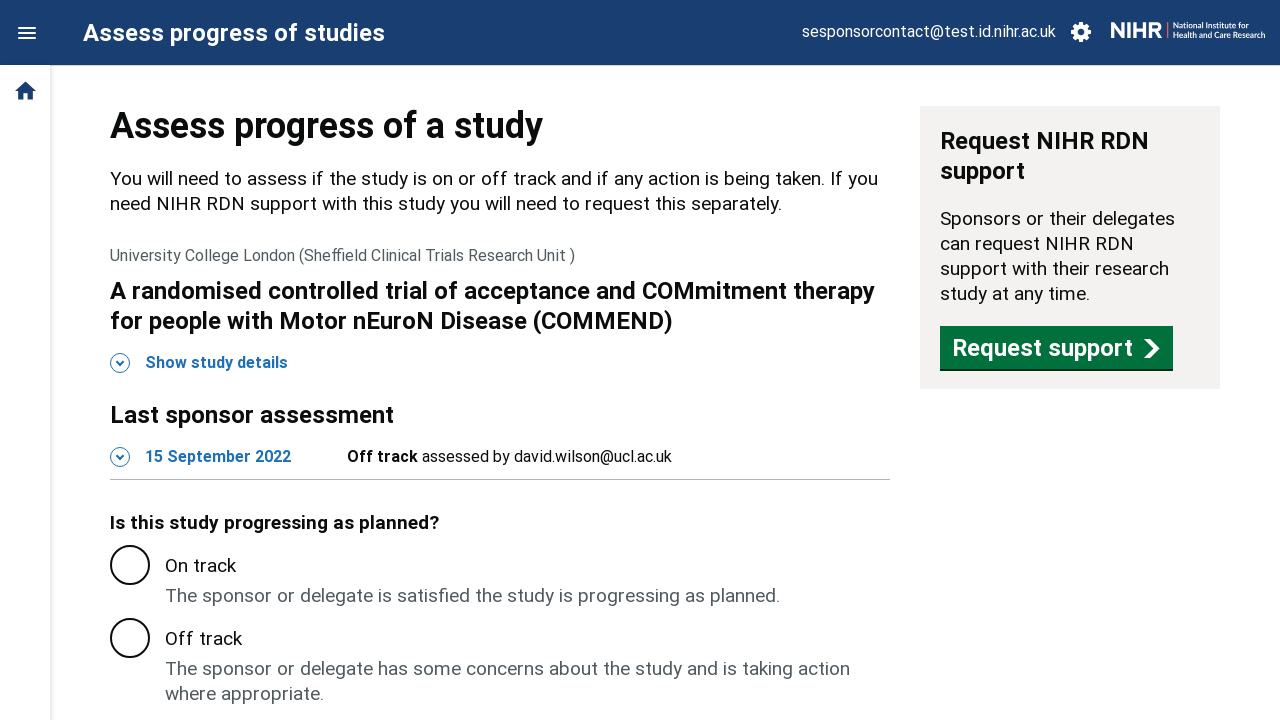 Assess progress of studies
sesponsorcontact@test.id.nihr.ac.uk
NIHR
National Institute for
Health and Care Research
Assess progress of a study
You will need to assess if the study is on or off track and if any action is being taken. If you
need NIHR RDN support with this study you will need to request this separately.
University College London (Sheffield Clinical Trials Research Unit )
A randomised controlled trial of acceptance and COMmitment therapy
for people with Motor nEuroN Disease (COMMEND)
Show study details
Last sponsor assessment
15 September 2022 Off track assessed by david.wilson@ucl.ac.uk
Is this study progressing as planned?
On track
The sponsor or delegate is satisfied the study is progressing as planned.
Off track
The sponsor or delegate has some concerns about the study and is taking action
where appropriate.
Request NIHR RDN
support
Sponsors or their delegates
can request NIHR RDN
support with their research
study at any time.
Request support